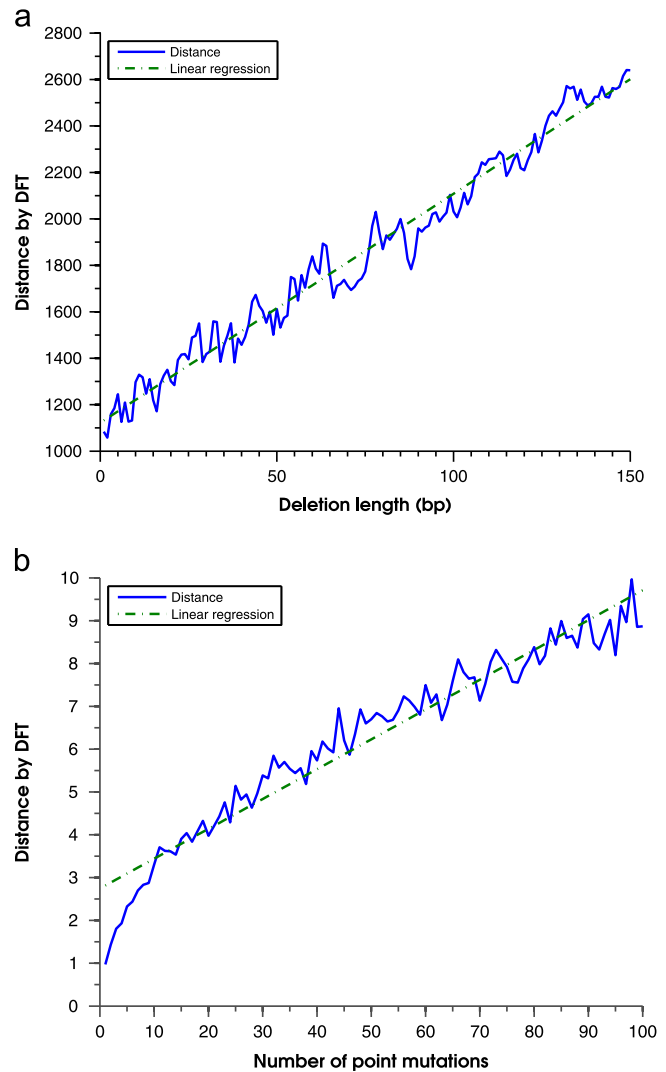 a
2800
2600
2400
2200
2000
1800
1600
1400
1200
1000
Distance by DFT
Distance
Linear regression
0 50 100 150
Deletion length (bp)
b
10
9
8
7
6
5
4
3
2
1
0
Distance by DFT
Distance
Linear regression
0 10 20 30 40 50 60 70 80 90 100
Number of point mutations